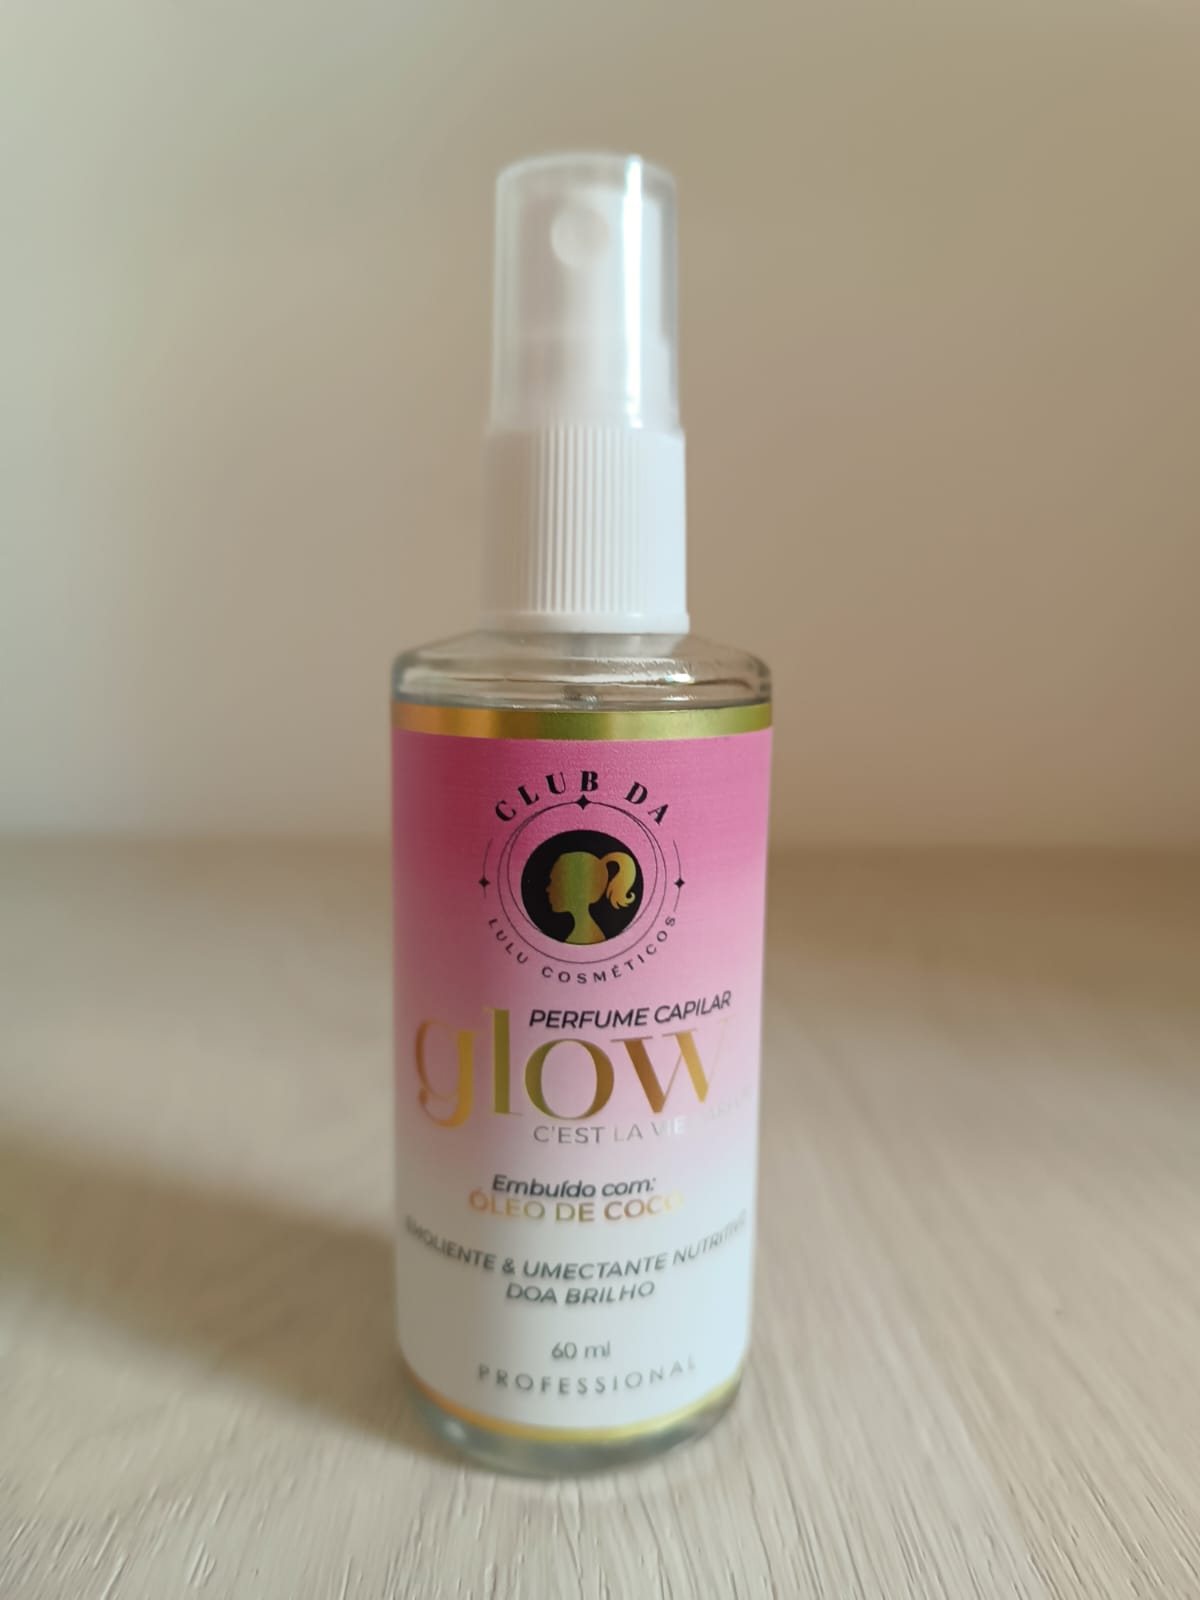 CLUB DA
LULU COSMÉTICOS
PERFUME CAPILAR
glow
C'EST LA VIE
Embuído com:
ÓLEO DE COCO
EMOLIENTE & UMECTANTE NUTRITIVO
DOA BRILHO
60 ml
PROFESSIONAL